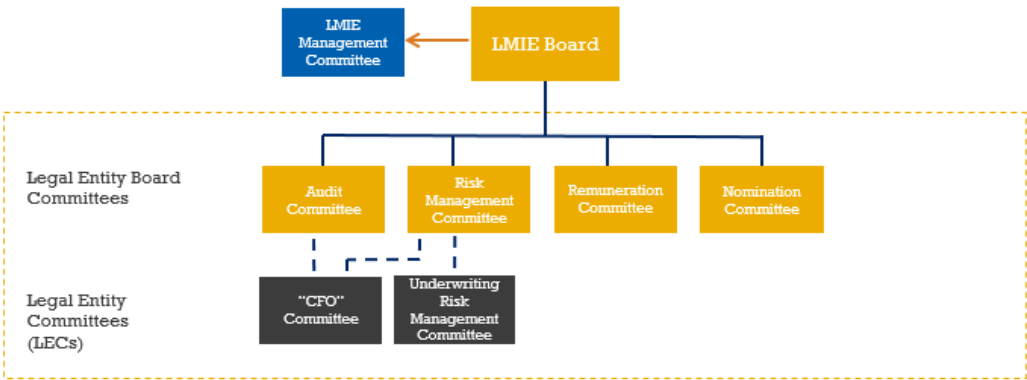 LMIE
Management
Committee
LMIE Board
Legal Entity Board
Committees
Audit
Committee
Risk
Management
Committee
Remuneration
Committee
Nomination
Committee
Legal Entity
Committees
(LECs)
"CFO"
Committee
Underwriting
Risk
Management
Committee